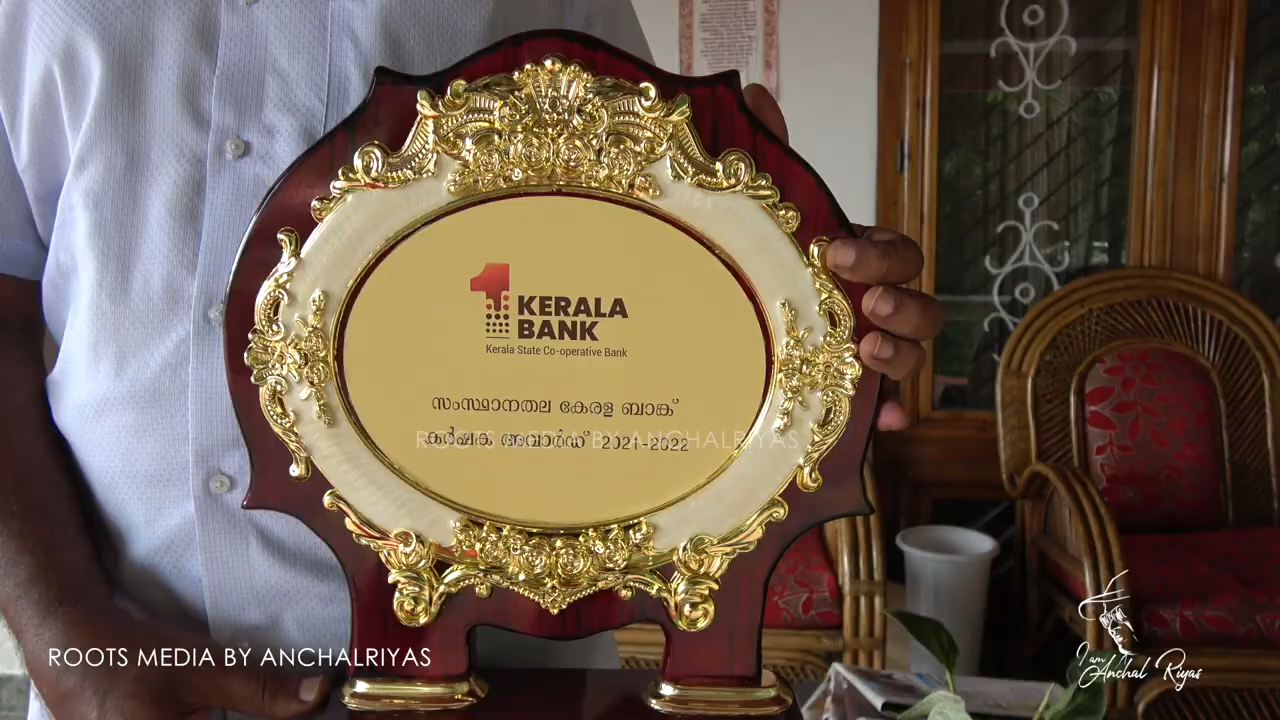 KERALA
BANK
Kerala State Co-operative Bank
സംസ്ഥാനതല കേരള ബാങ്ക്
കർഷക അവാർഡ് 2021-2022
ROOTS MEDIA BY ANCHALRIYAS
ROOTS MEDIA BY ANCHALRIYAS
I am
Anchal Riyas